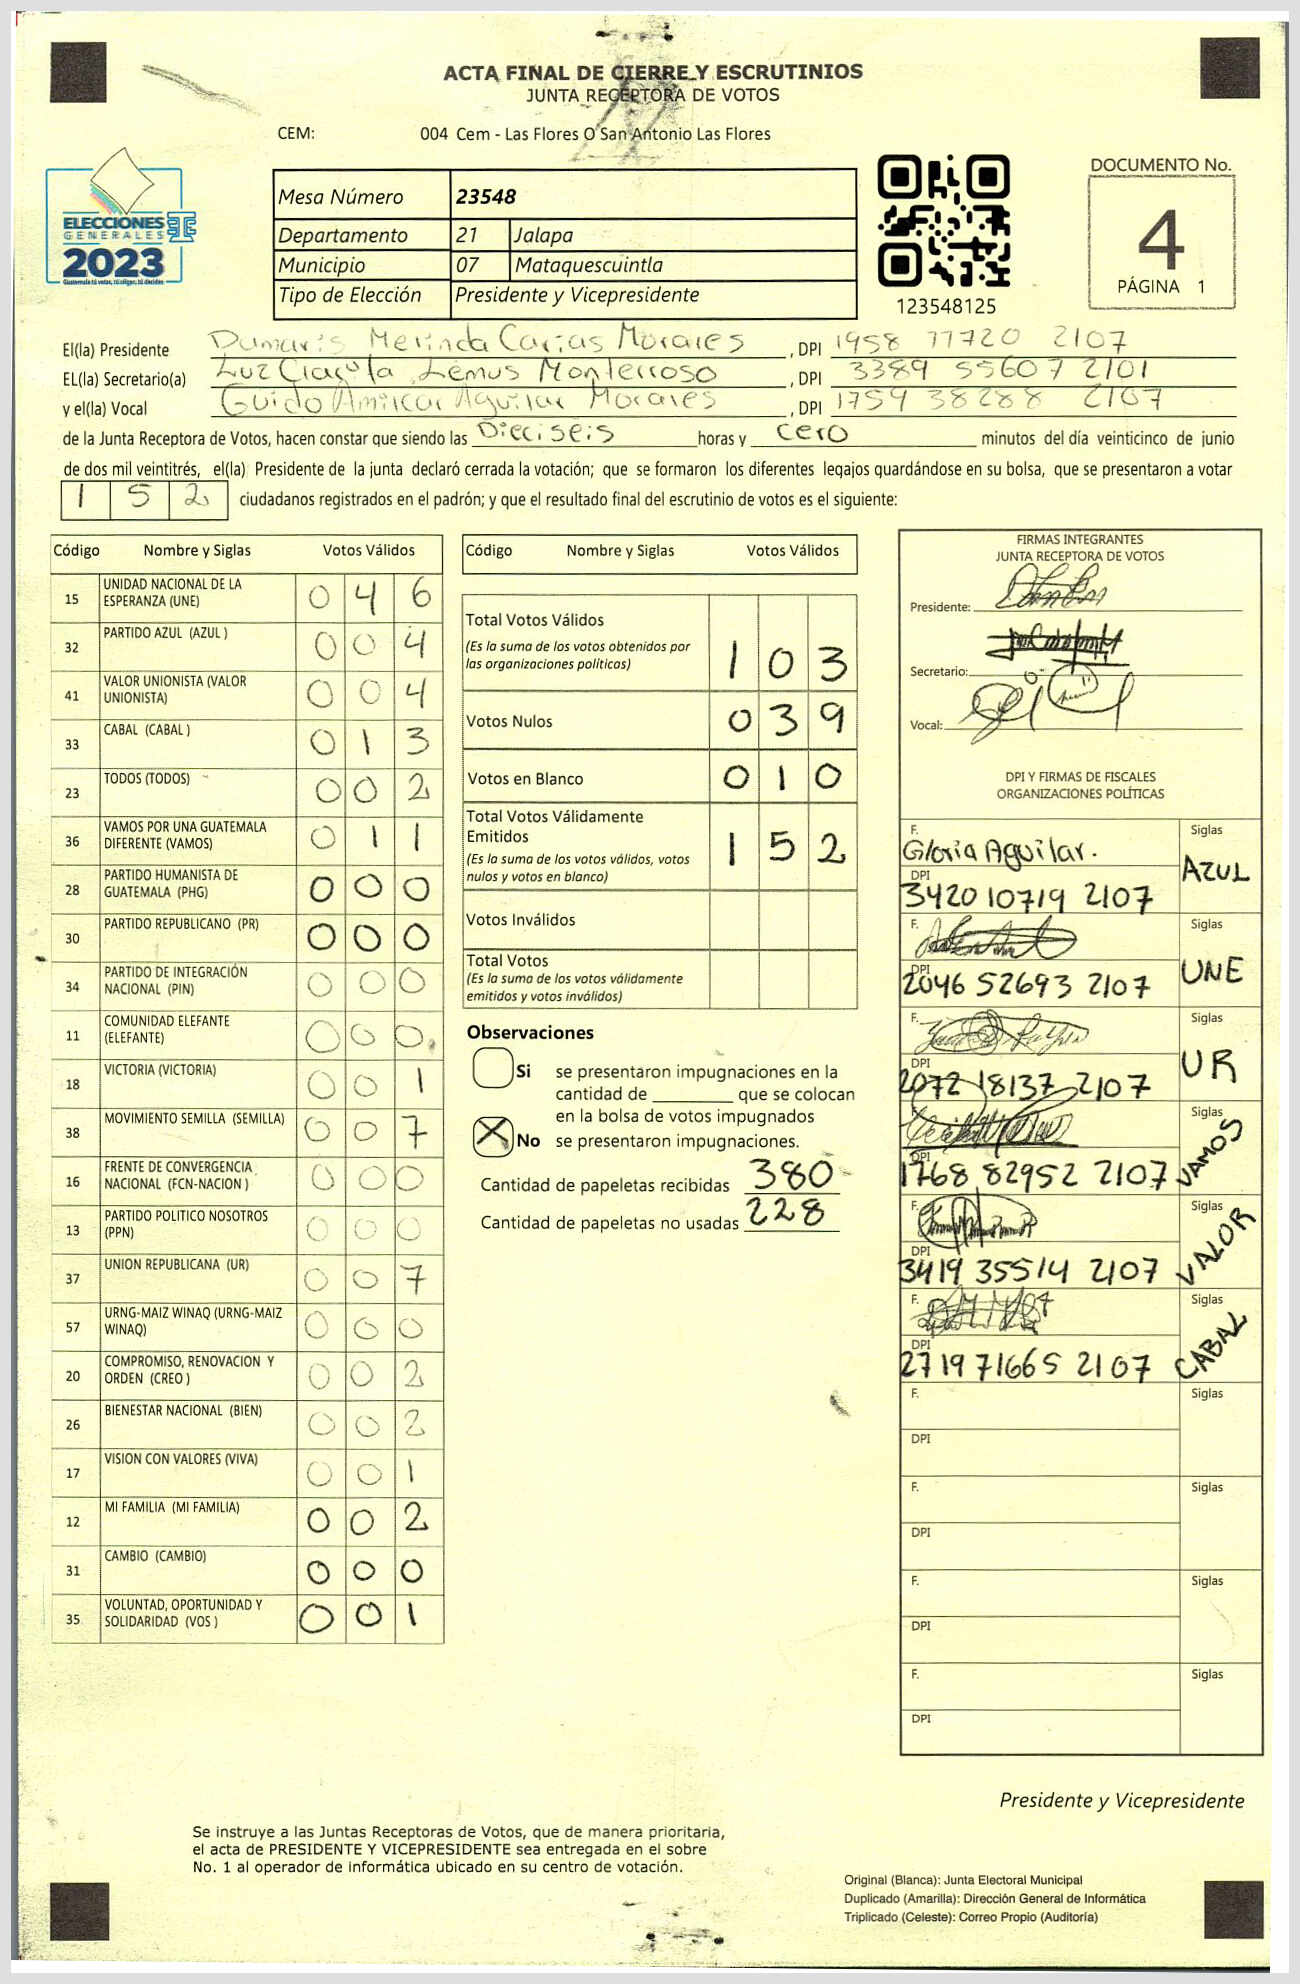 ACTA FINAL DE CIERRE Y ESCRUTINIOS
JUNTA RECEPTORA DE VOTOS
CEM: 004 Cem - Las Flores O San Antonio Las Flores
ELECCIONES
GENERALES
2023
Guatemala tú votas, tú eliges, tú decides
Mesa Número 23548
Departamento 21 Jalapa
Municipio 07 Mataquescuintla
Tipo de Elección Presidente y Vicepresidente
123548125
DOCUMENTO No.
4
PÁGINA 1
El(la) Presidente Dumaris Merinda Carias Morales, DPI 1958 77720 2107
EL(la) Secretario(a) Luz Lemus Monterroso, DPI 3389 55607 2101
y el(la) Vocal Guido Amilcar Aguilar Morales, DPI 1759 38288 2107
de la Junta Receptora de Votos, hacen constar que siendo las Dieciseis horas y cero minutos del día veinticinco de junio
de dos mil veintitrés, el(la) Presidente de la junta declaró cerrada la votación; que se formaron los diferentes legajos guardándose en su bolsa, que se presentaron a votar
1 5 2 ciudadanos registrados en el padrón; y que el resultado final del escrutinio de votos es el siguiente:
Código Nombre y Siglas Votos Válidos
15 UNIDAD NACIONAL DE LA ESPERANZA (UNE) 0 4 6
32 PARTIDO AZUL (AZUL ) 0 0 4
41 VALOR UNIONISTA (VALOR UNIONISTA) 0 0 4
33 CABAL (CABAL ) 0 1 3
23 TODOS (TODOS) 0 0 2
36 VAMOS POR UNA GUATEMALA DIFERENTE (VAMOS) 0 1 1
28 PARTIDO HUMANISTA DE GUATEMALA (PHG) 0 0 0
30 PARTIDO REPUBLICANO (PR) 0 0 0
34 PARTIDO DE INTEGRACIÓN NACIONAL (PIN) 0 0 0
11 COMUNIDAD ELEFANTE (ELEFANTE) 0 0 0
18 VICTORIA (VICTORIA) 0 0 1
38 MOVIMIENTO SEMILLA (SEMILLA) 0 0 7
16 FRENTE DE CONVERGENCIA NACIONAL (FCN-NACION ) 0 0 0
13 PARTIDO POLITICO NOSOTROS (PPN) 0 0 0
37 UNION REPUBLICANA (UR) 0 0 7
57 URNG-MAIZ WINAQ (URNG-MAIZ WINAQ) 0 0 0
20 COMPROMISO, RENOVACION Y ORDEN (CREO ) 0 0 2
26 BIENESTAR NACIONAL (BIEN) 0 0 2
17 VISION CON VALORES (VIVA) 0 0 1
12 MI FAMILIA (MI FAMILIA) 0 0 2
31 CAMBIO (CAMBIO) 0 0 0
35 VOLUNTAD, OPORTUNIDAD Y SOLIDARIDAD (VOS ) 0 0 1
Código Nombre y Siglas Votos Válidos
Total Votos Válidos 1 0 3
(Es la suma de los votos obtenidos por
las organizaciones políticas)
Votos Nulos 0 3 9
Votos en Blanco 0 1 0
Total Votos Válidamente
Emitidos 1 5 2
(Es la suma de los votos válidos, votos
nulos y votos en blanco)
Votos Inválidos
Total Votos
(Es la suma de los votos válidamente
emitidos y votos inválidos)
Observaciones
Si se presentaron impugnaciones en la
cantidad de ________ que se colocan
en la bolsa de votos impugnados
X No se presentaron impugnaciones.
Cantidad de papeletas recibidas 380
Cantidad de papeletas no usadas 228
FIRMAS INTEGRANTES
JUNTA RECEPTORA DE VOTOS
Presidente:
Secretario:
Vocal:
DPI Y FIRMAS DE FISCALES
ORGANIZACIONES POLÍTICAS
F. Gloria Aguilar. Siglas AZUL
DPI 3420 10719 2107
F. Siglas UNE
DPI 2046 52693 2107
F. Siglas UR
DPI 2072 18137 2107
F. Siglas VAMOS
DPI 1768 82952 2107
F. Siglas VALOR
DPI 3419 35514 2107
F. Siglas CABAL
DPI 2719 71665 2107
F. Siglas
DPI
F. Siglas
DPI
F. Siglas
DPI
F. Siglas
DPI
Presidente y Vicepresidente
Se instruye a las Juntas Receptoras de Votos, que de manera prioritaria,
el acta de PRESIDENTE Y VICEPRESIDENTE sea entregada en el sobre
No. 1 al operador de informática ubicado en su centro de votación.
Original (Blanca): Junta Electoral Municipal
Duplicado (Amarilla): Dirección General de Informática
Triplicado (Celeste): Correo Propio (Auditoría)